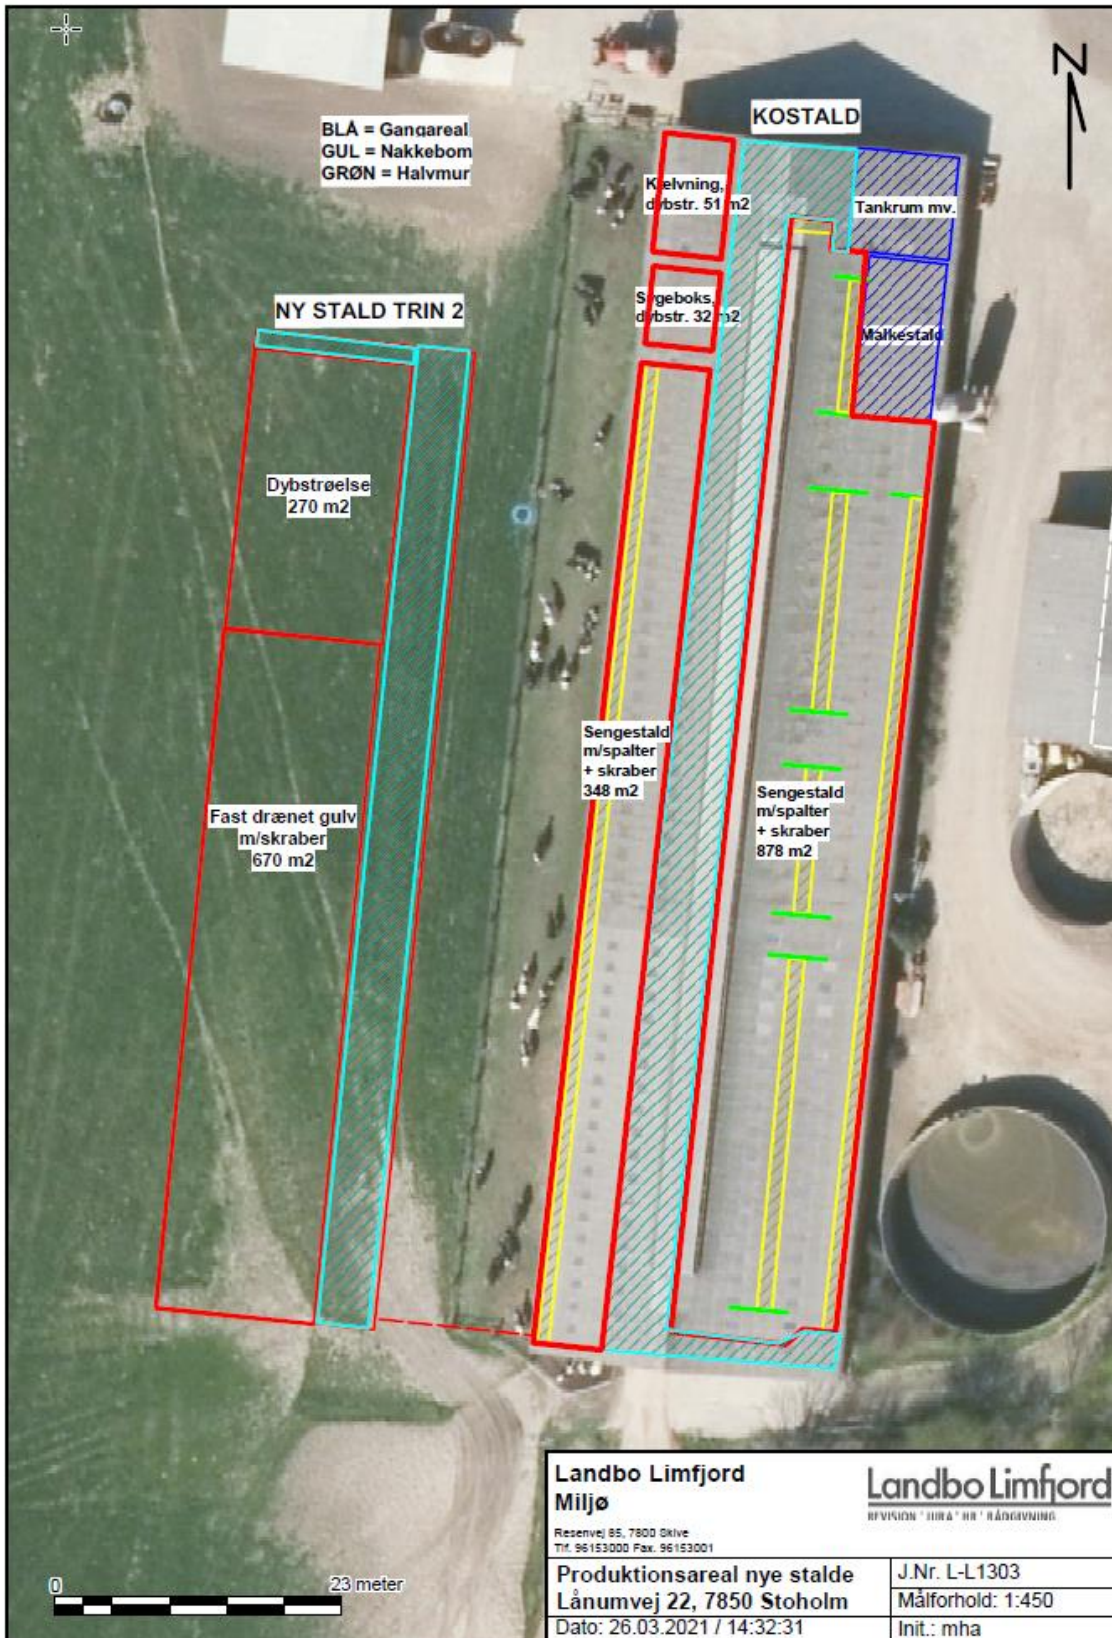 N
KOSTALD
BLÅ = Gangareal
GUL = Nakkebom
GRØN = Halvmur
Kælvning,
dybstr. 51 m2
Tankrum mv.
Sygeboks,
dybstr. 32 m2
NY STALD TRIN 2
Malkestald
Dybstrøelse
270 m2
Sengestald
m/spalter
+ skraber
348 m2
Sengestald
m/spalter
+ skraber
878 m2
Fast drænet gulv
m/skraber
670 m2
0 23 meter
Landbo Limfjord
Miljø
Resenvej 85, 7800 Skive
Tlf. 96153000 Fax. 96153001
Landbo Limfjord
REVISION * JURA * HR * RÅDGIVNING
Produktionsareal nye stalde
Lånumvej 22, 7850 Stoholm
Dato: 26.03.2021 / 14:32:31
J.Nr. L-L1303
Målforhold: 1:450
Init.: mha